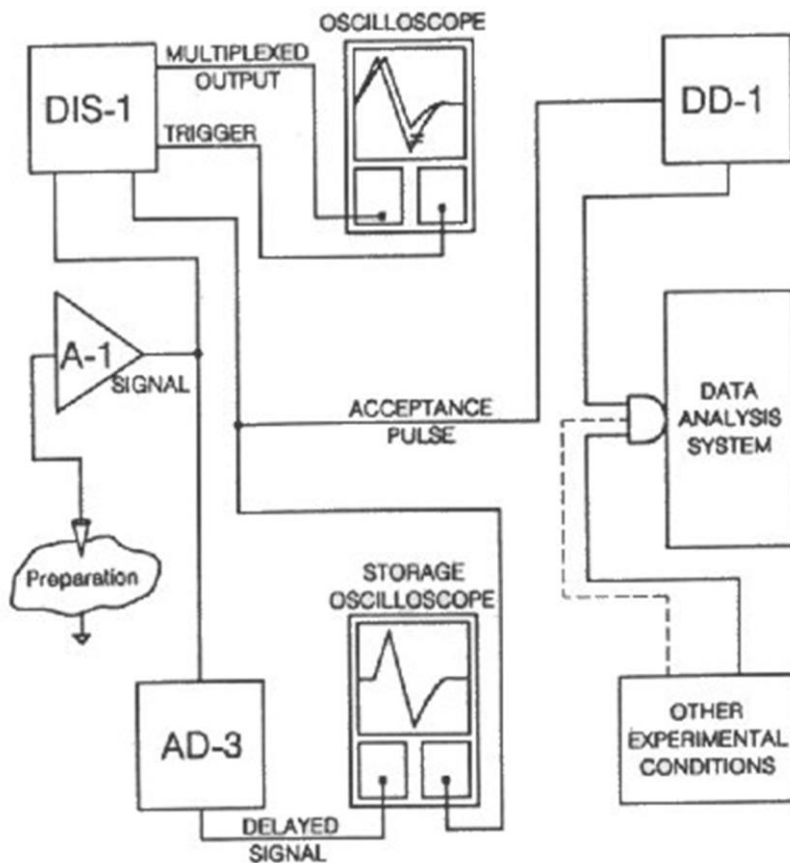 OSCILLOSCOPE
MULTIPLEXED
OUTPUT
DIS-1
TRIGGER
DD-1
A-1
SIGNAL
ACCEPTANCE
PULSE
DATA
ANALYSIS
SYSTEM
Preparation
STORAGE
OSCILLOSCOPE
AD-3
DELAYED
SIGNAL
OTHER
EXPERIMENTAL
CONDITIONS